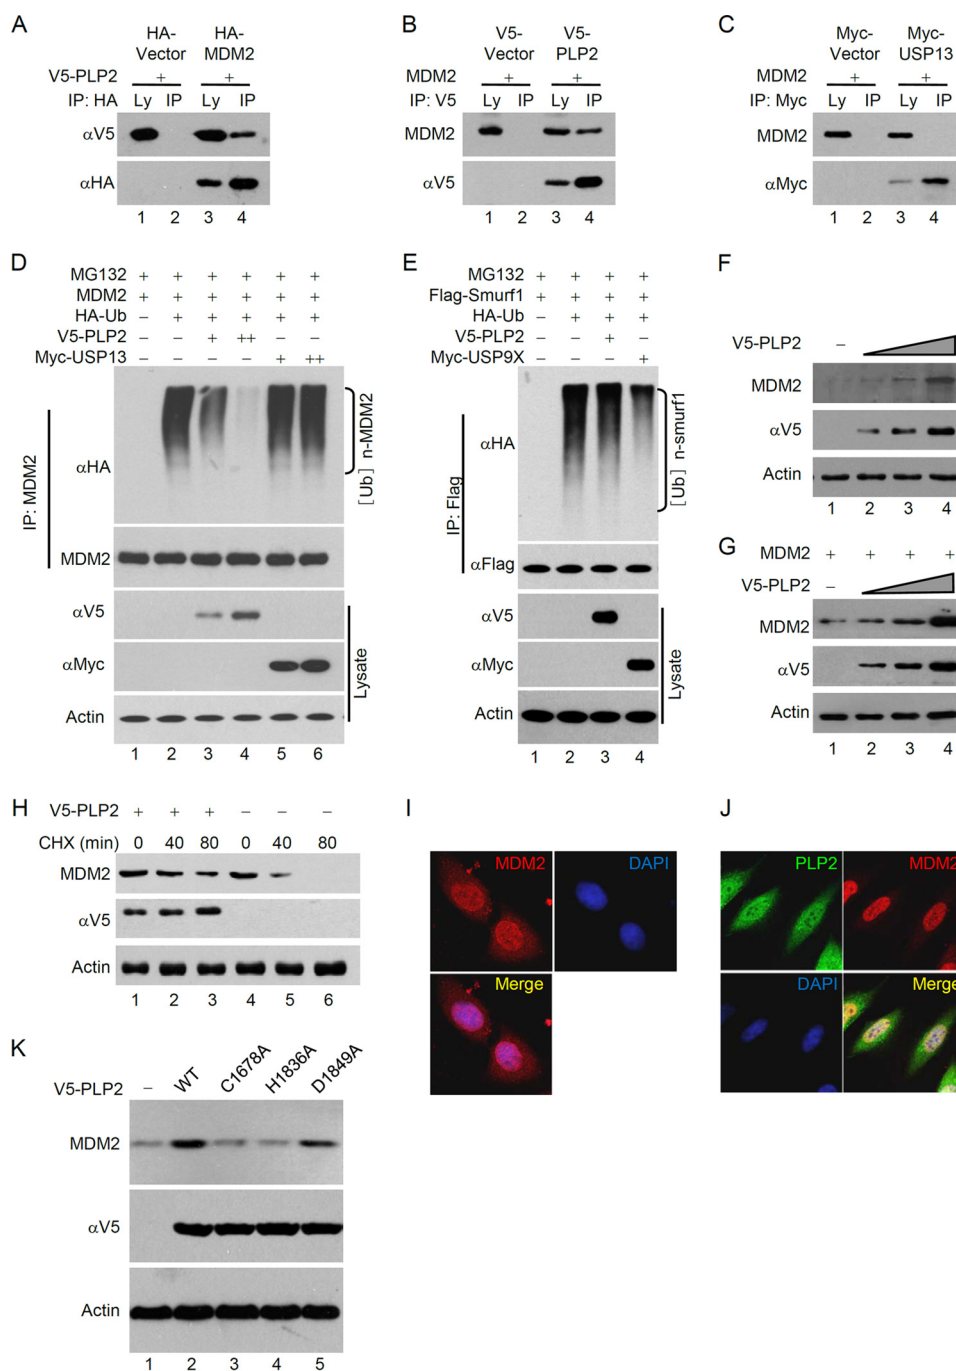 A
HA-Vector HA-MDM2
V5-PLP2 + +
IP: HA Ly IP Ly IP
αV5
αHA
1 2 3 4
B
V5-Vector V5-PLP2
MDM2 + +
IP: V5 Ly IP Ly IP
MDM2
αV5
1 2 3 4
C
Myc-Vector Myc-USP13
MDM2 + +
IP: Myc Ly IP Ly IP
MDM2
αMyc
1 2 3 4
D
MG132 + + + + + +
MDM2 + + + + + +
HA-Ub – + + + + +
V5-PLP2 – – + ++ – –
Myc-USP13 – – – – + ++
IP: MDM2
αHA
[Ub] n-MDM2
MDM2
αV5
αMyc
Actin
Lysate
1 2 3 4 5 6
E
MG132 + + + +
Flag-Smurf1 + + + +
HA-Ub – + + +
V5-PLP2 – – + –
Myc-USP9X – – – +
IP: Flag
αHA
[Ub] n-smurf1
αFlag
αV5
αMyc
Actin
Lysate
1 2 3 4
F
V5-PLP2 –
MDM2
αV5
Actin
1 2 3 4
G
MDM2 + + + +
V5-PLP2 –
MDM2
αV5
Actin
1 2 3 4
H
V5-PLP2 + + + – – –
CHX (min) 0 40 80 0 40 80
MDM2
αV5
Actin
1 2 3 4 5 6
I
MDM2 DAPI
Merge
J
PLP2 MDM2
DAPI Merge
K
V5-PLP2 – WT C1678A H1836A D1849A
MDM2
αV5
Actin
1 2 3 4 5